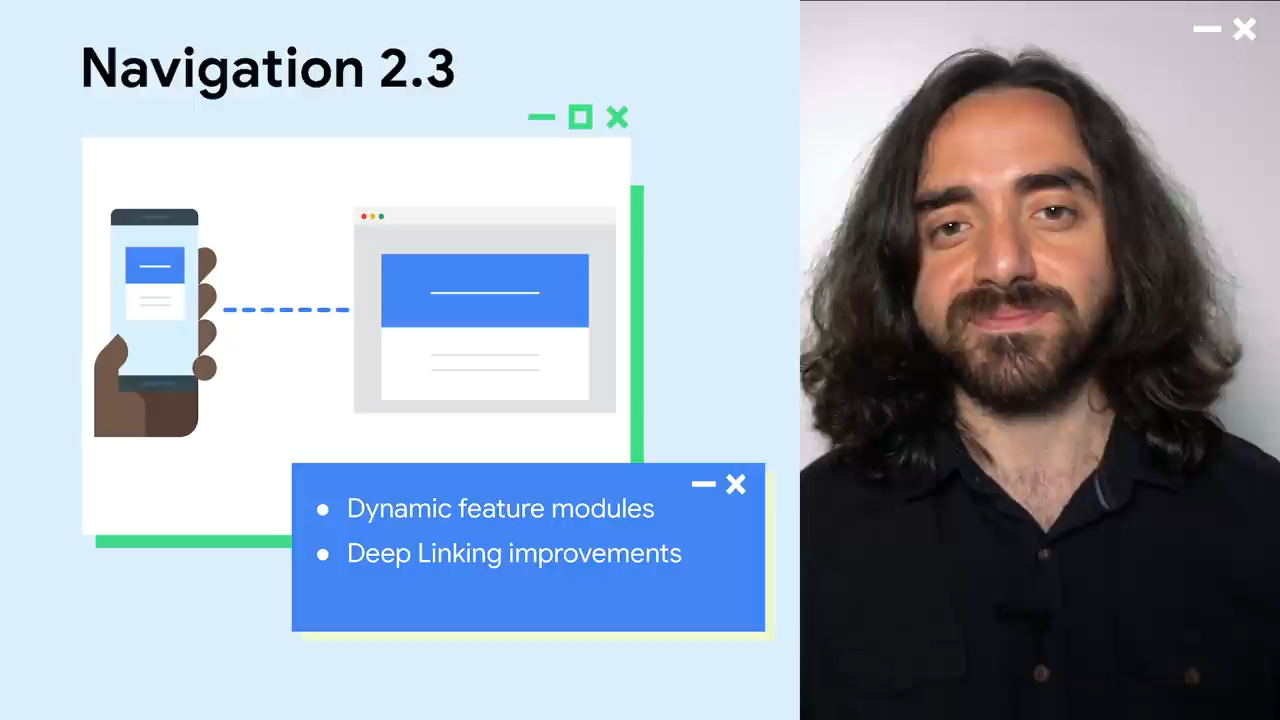 Navigation 2.3
Dynamic feature modules
Deep Linking improvements